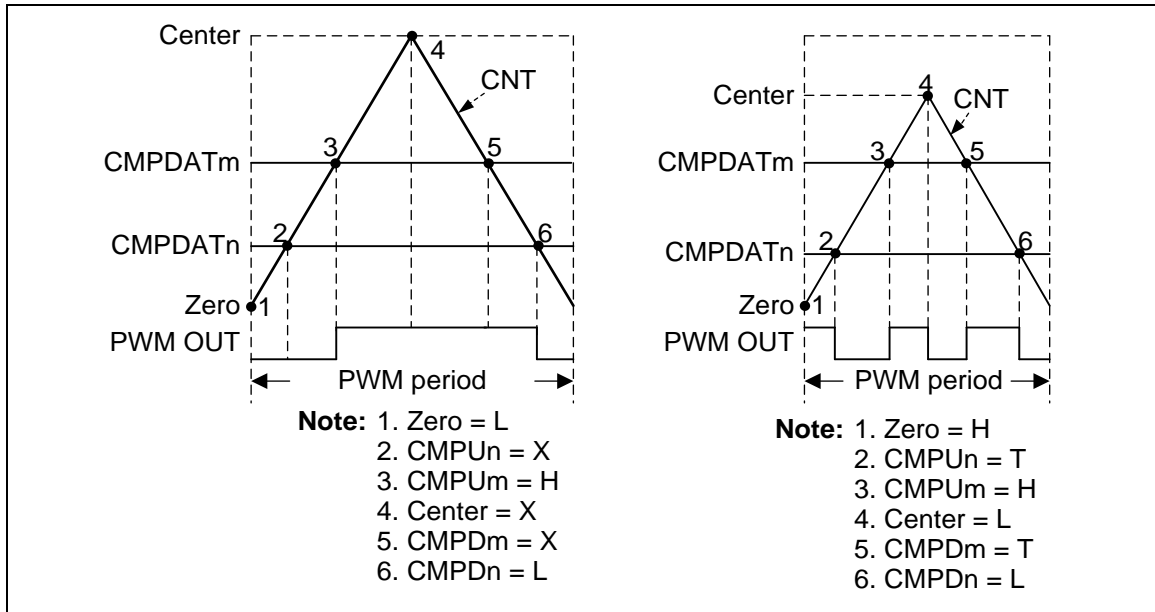 Center
4
CNT
3
5
CMPDATm
2
6
CMPDATn
Zero
1
PWM OUT
PWM period
Note: 1. Zero = L
2. CMPUn = X
3. CMPUm = H
4. Center = X
5. CMPDm = X
6. CMPDn = L
4
Center
CNT
3
5
CMPDATm
2
6
CMPDATn
Zero
1
PWM OUT
PWM period
Note: 1. Zero = H
2. CMPUn = T
3. CMPUm = H
4. Center = L
5. CMPDm = T
6. CMPDn = L